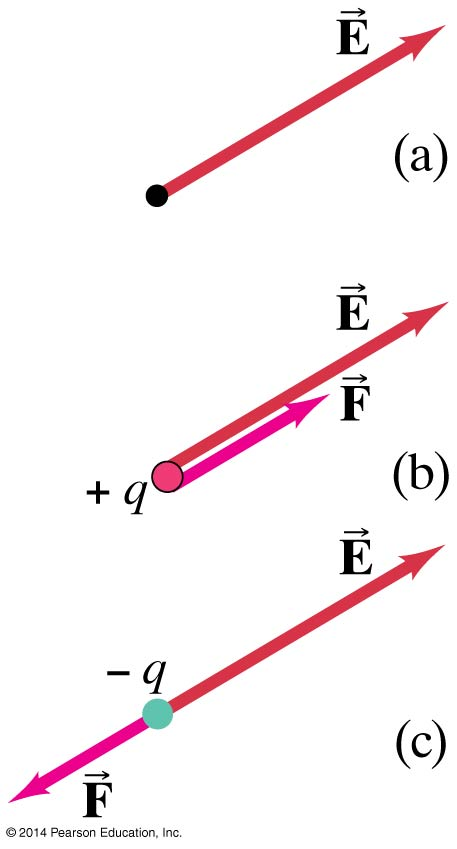 E⃗
(a)
E⃗
F⃗
+ q
(b)
E⃗
− q
(c)
F⃗
© 2014 Pearson Education, Inc.